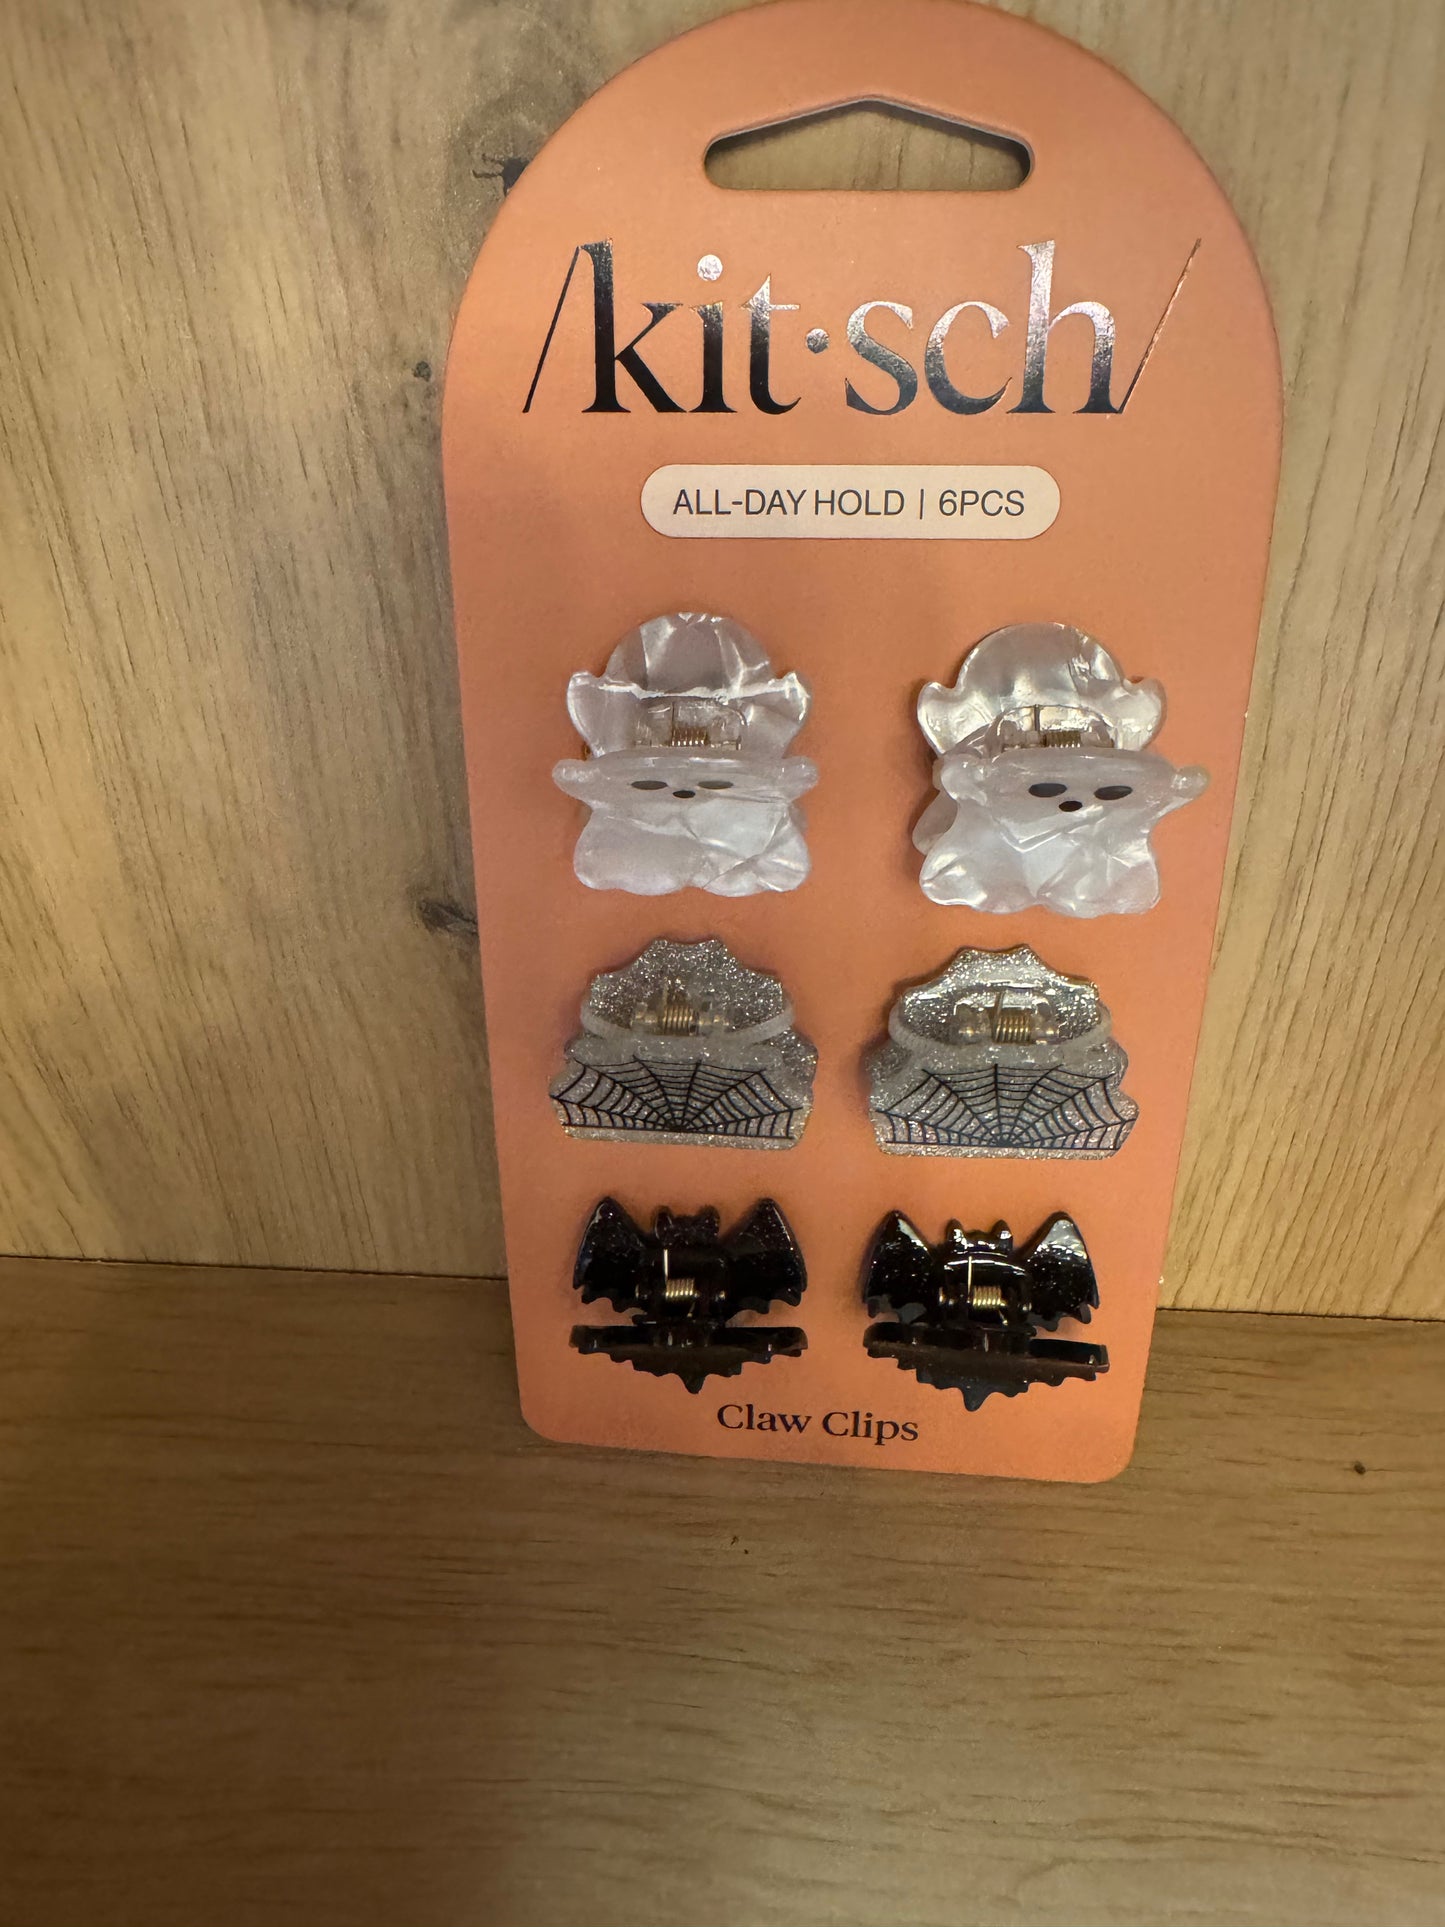 /kit·sch/
ALL-DAY HOLD | 6PCS
Claw Clips